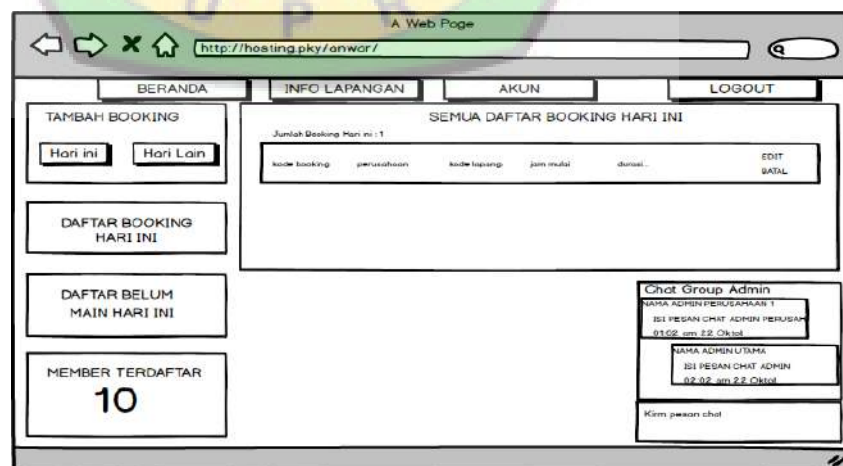 U P R
A Web Page
http://hosting.pky/anwar/
BERANDA
INFO LAPANGAN
AKUN
LOGOUT
TAMBAH BOOKING
Hari ini
Hari Lain
DAFTAR BOOKING
HARI INI
DAFTAR BELUM
MAIN HARI INI
MEMBER TERDAFTAR
10
SEMUA DAFTAR BOOKING HARI INI
Jumlah Booking Hari ini : 1
kode booking perusahaan kode lapang jam mulai durasi...
EDIT
BATAL
Chat Group Admin
NAMA ADMIN PERUSAHAAN 1
ISI PESAN CHAT ADMIN PERUSAH
01:02 am 22 Oktol
NAMA ADMIN UTAMA
ISI PESAN CHAT ADMIN
02:02 am 22 Oktol
Kirm pesan chat